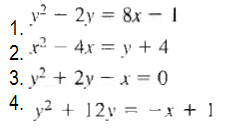 1. y² − 2y = 8x − 1
2. x² − 4x = y + 4
3. y² + 2y − x = 0
4. y² + 12y = −x + 1